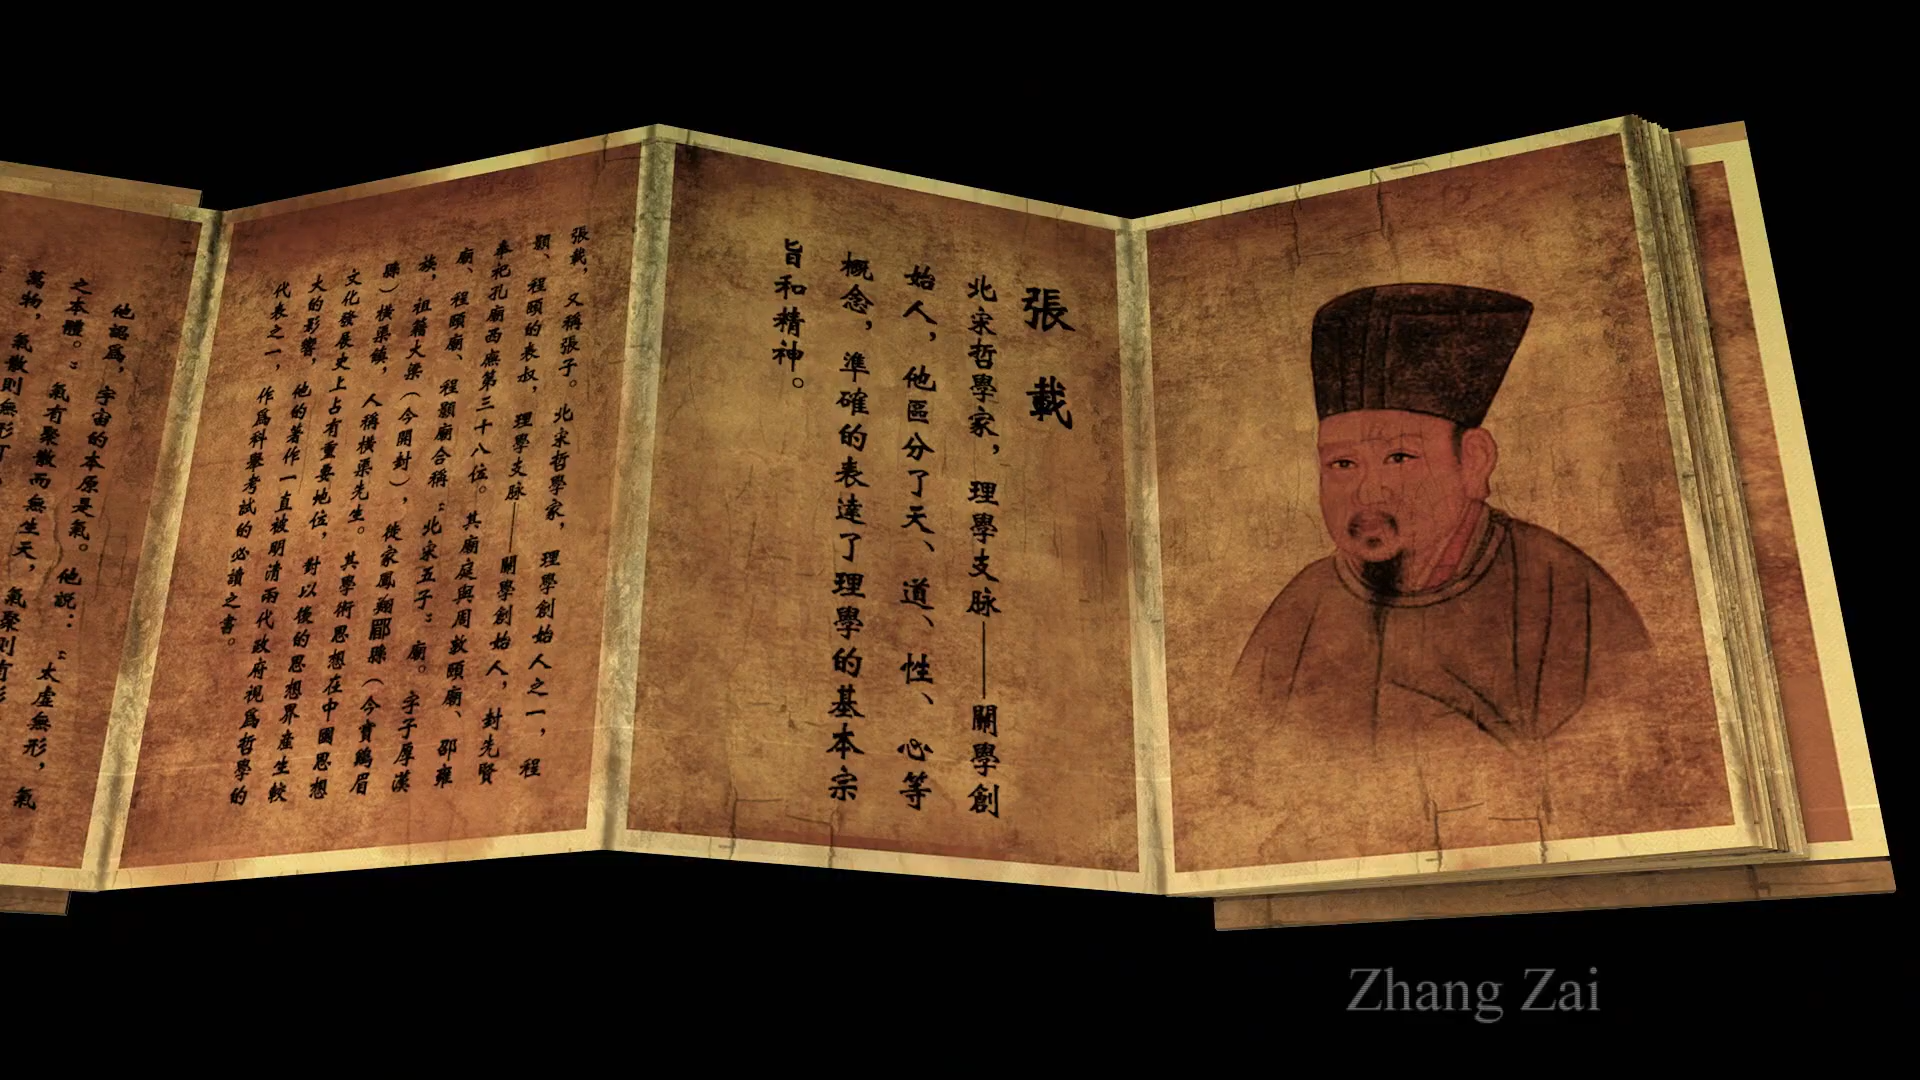 張載
北宋哲學家，理學支脉——關學創
始人，他區分了天、道、性、心等
概念，準確的表達了理學的基本宗
旨和精神。
張載，又稱張子。北宋哲學家，理學創始人之一，程
顥、程頤的表叔，理學支脉——關學創始人，封先賢
奉祀孔廟西廡第三十八位。其廟庭與周敦頤廟、邵雍
廟、程頤廟、程顥廟合稱"北宋五子"廟。字子厚漢
族，祖籍大梁（今開封），徙家鳳翔郿縣（今寶鷄眉
縣）橫渠鎮，人稱橫渠先生。其學術思想在中國思想
文化發展史上占有重要地位，對以後的思想界産生較
大的影響，他的著作一直被明清兩代政府視爲哲學的
代表之一，作爲科舉考試的必讀之書。
他認爲，宇宙的本原是氣。他説："太虛無形，氣
之本體。"氣有聚散而無生天，氣聚則有形
萬物，氣散則無形
Zhang Zai